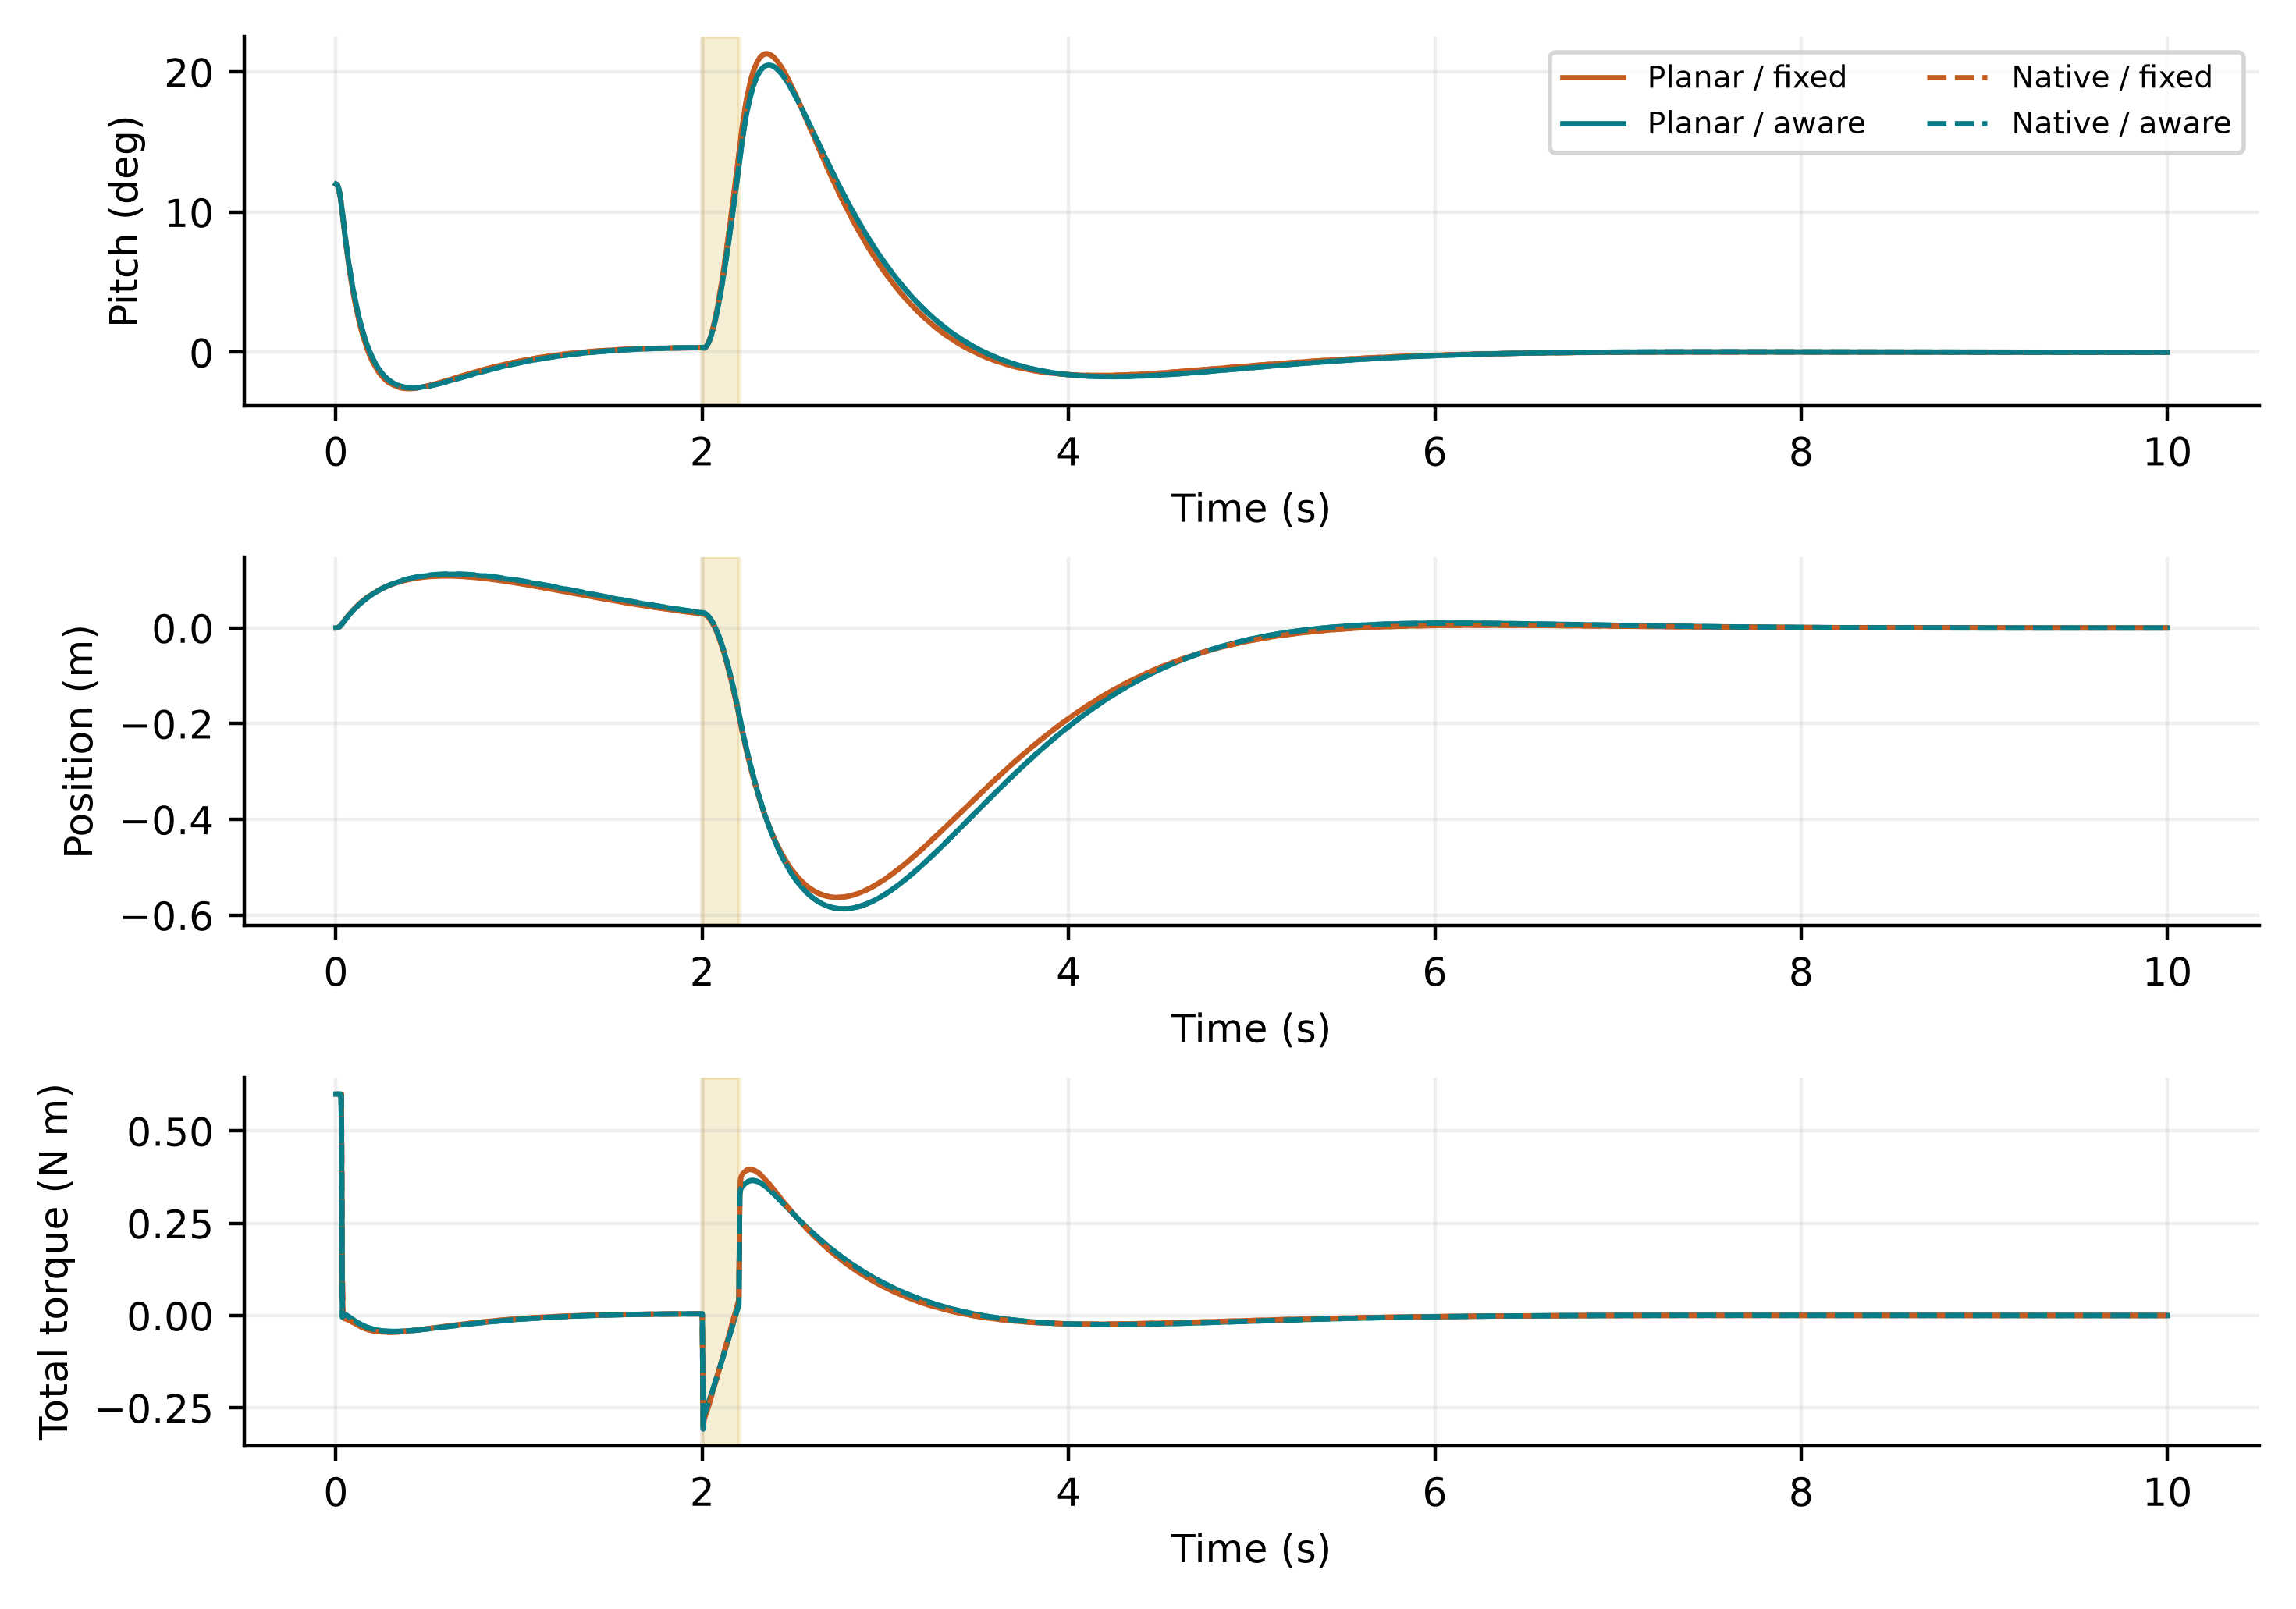 Pitch (deg)
20
10
0
Planar / fixed
Planar / aware
Native / fixed
Native / aware
0 2 4 6 8 10
Time (s)
Position (m)
0.0
−0.2
−0.4
−0.6
0 2 4 6 8 10
Time (s)
Total torque (N m)
0.50
0.25
0.00
−0.25
0 2 4 6 8 10
Time (s)